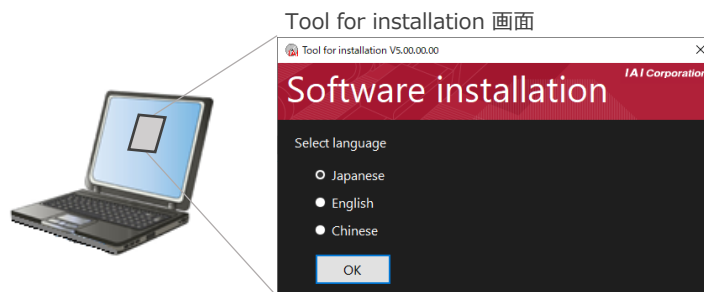 Tool for installation 画面
Tool for installation V5.00.00.00
IAI Corporation
Software installation
Select language
Japanese
English
Chinese
OK